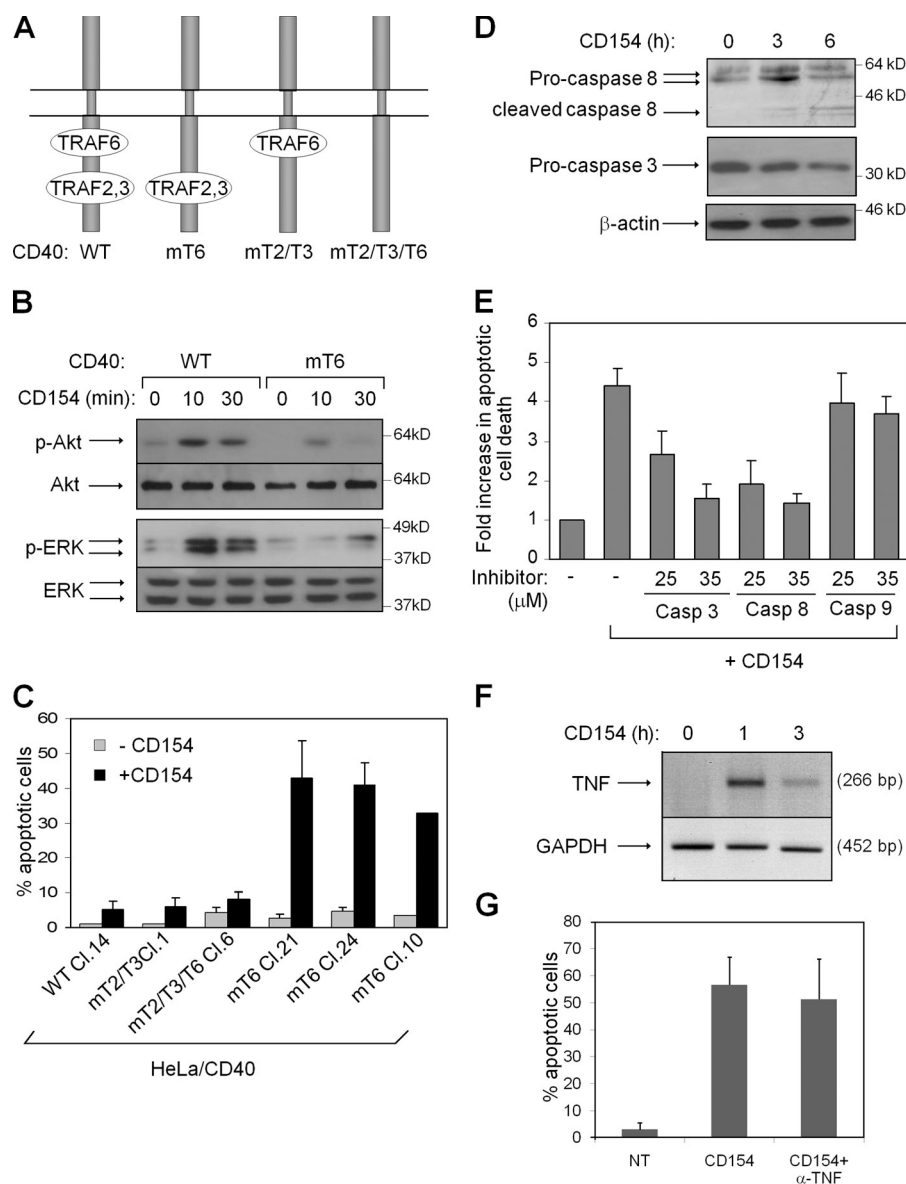 A
TRAF6
TRAF2,3
TRAF2,3
TRAF6
CD40: WT mT6 mT2/T3 mT2/T3/T6
B
CD40: WT mT6
CD154 (min): 0 10 30 0 10 30
p-Akt
64kD
Akt
64kD
p-ERK
49kD
37kD
ERK
37kD
C
% apoptotic cells
60
50
40
30
20
10
0
- CD154
+CD154
WT Cl.14
mT2/T3Cl.1
mT2/T3/T6 Cl.6
mT6 Cl.21
mT6 Cl.24
mT6 Cl.10
HeLa/CD40
D
CD154 (h): 0 3 6
Pro-caspase 8
64 kD
46 kD
cleaved caspase 8
Pro-caspase 3
30 kD
46 kD
β-actin
E
Fold increase in apoptotic
cell death
6
5
4
3
2
1
0
Inhibitor: - - 25 35 25 35 25 35
(µM) Casp 3 Casp 8 Casp 9
+ CD154
F
CD154 (h): 0 1 3
TNF (266 bp)
GAPDH (452 bp)
G
% apoptotic cells
80
70
60
50
40
30
20
10
0
NT CD154 CD154+
α-TNF